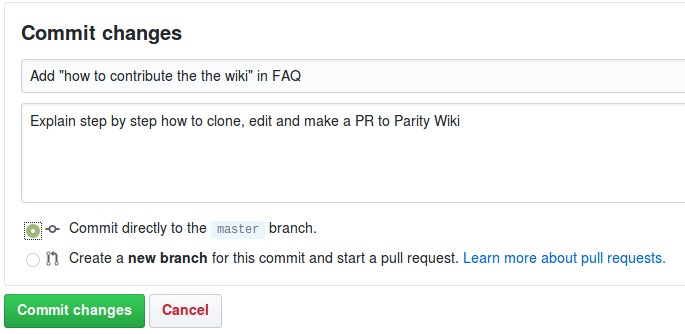 Commit changes
Add "how to contribute the the wiki" in FAQ
Explain step by step how to clone, edit and make a PR to Parity Wiki
Commit directly to the master branch.
Create a new branch for this commit and start a pull request. Learn more about pull requests.
Commit changes Cancel